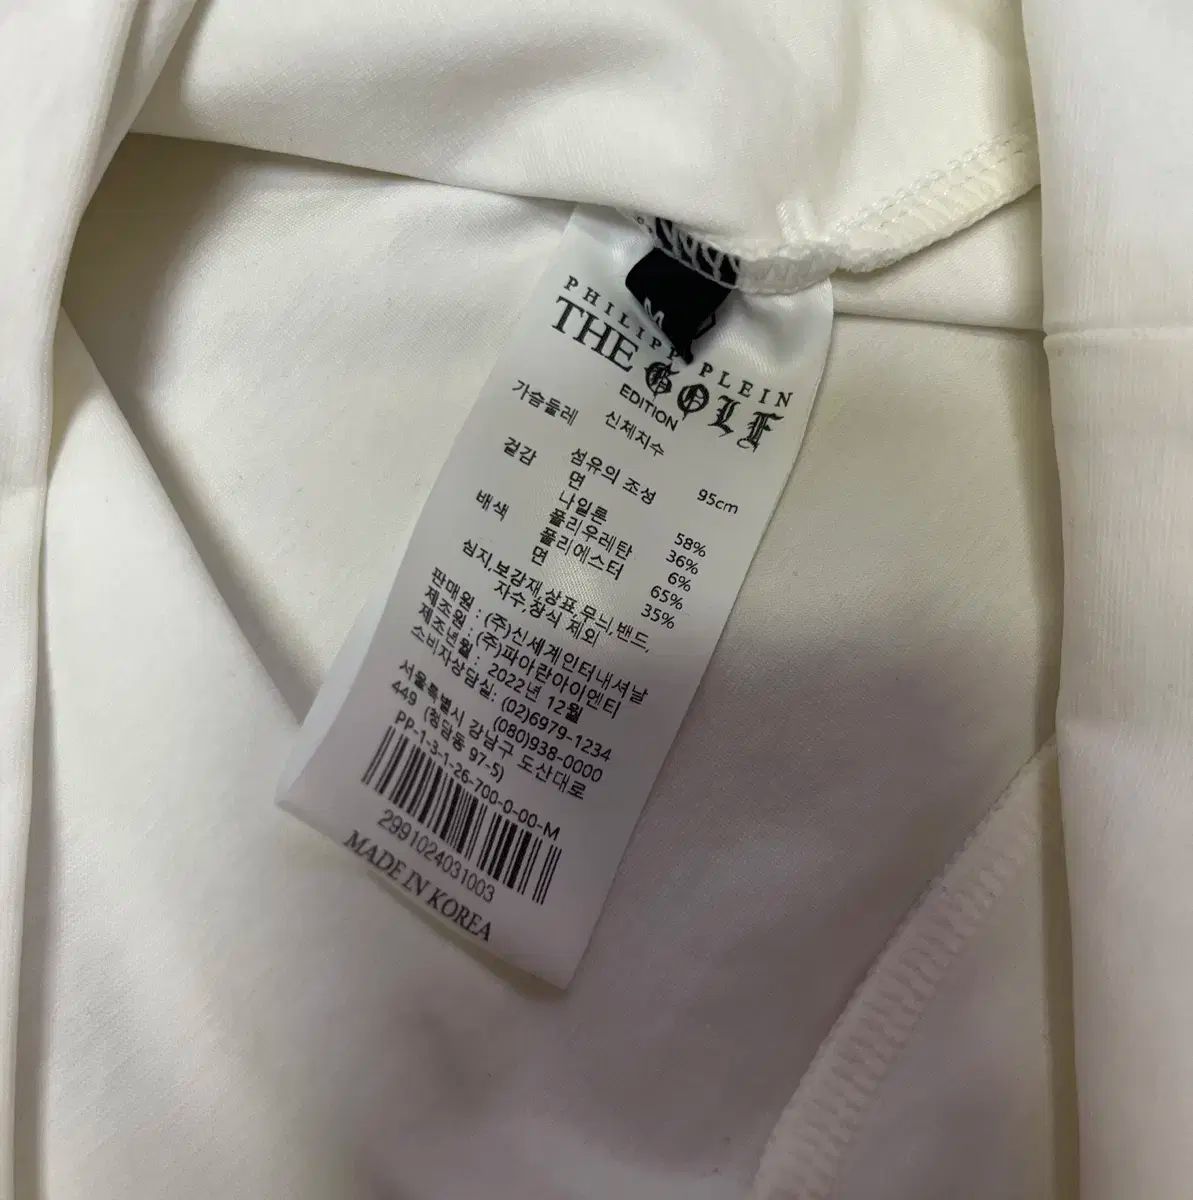 M
PHILIPP PLEIN
THE GOLF
EDITION
신체치수
가슴둘레 95cm
섬유의 조성
겉감 면 58%
나일론 36%
폴리우레탄 6%
배색 폴리에스터 65%
면 35%
심지,보강재,상표,무늬,밴드,
자수,장식 제외
판매원 : (주)신세계인터내셔날
제조원 : (주)파아란아이엔티
제조년월 : 2022년 12월
소비자상담실: (02)6979-1234
(080)938-0000
서울특별시 강남구 도산대로
449 (청담동 97-5)
PP-1-3-1-26-700-0-00-M
2991024031003
MADE IN KOREA